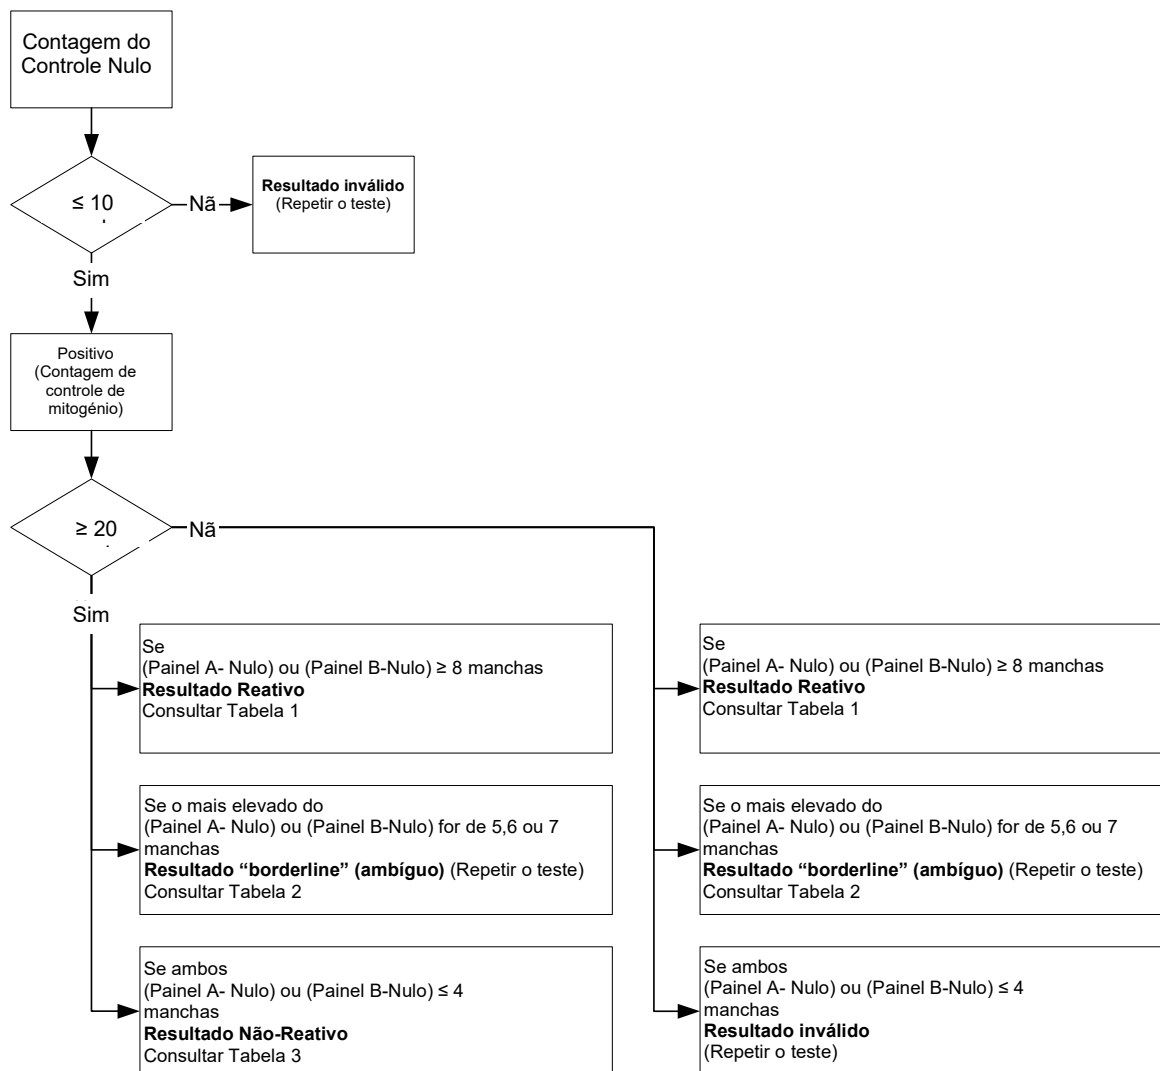 Contagem do
Controle Nulo
≤ 10
Nã
Resultado inválido
(Repetir o teste)
Sim
Positivo
(Contagem de
controle de
mitogénio)
≥ 20
Nã
Sim
Se
(Painel A- Nulo) ou (Painel B-Nulo) ≥ 8 manchas
Resultado Reativo
Consultar Tabela 1
Se o mais elevado do
(Painel A- Nulo) ou (Painel B-Nulo) for de 5,6 ou 7
manchas
Resultado “borderline” (ambíguo) (Repetir o teste)
Consultar Tabela 2
Se ambos
(Painel A- Nulo) ou (Painel B-Nulo) ≤ 4
manchas
Resultado Não-Reativo
Consultar Tabela 3
Se
(Painel A- Nulo) ou (Painel B-Nulo) ≥ 8 manchas
Resultado Reativo
Consultar Tabela 1
Se o mais elevado do
(Painel A- Nulo) ou (Painel B-Nulo) for de 5,6 ou 7
manchas
Resultado “borderline” (ambíguo) (Repetir o teste)
Consultar Tabela 2
Se ambos
(Painel A- Nulo) ou (Painel B-Nulo) ≤ 4
manchas
Resultado inválido
(Repetir o teste)